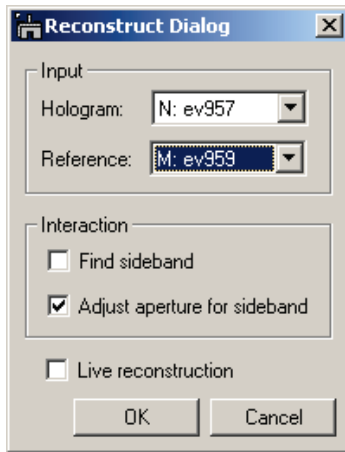 Reconstruct Dialog
Input
Hologram: N: ev957
Reference: M: ev959
Interaction
Find sideband
Adjust aperture for sideband
Live reconstruction
OK Cancel